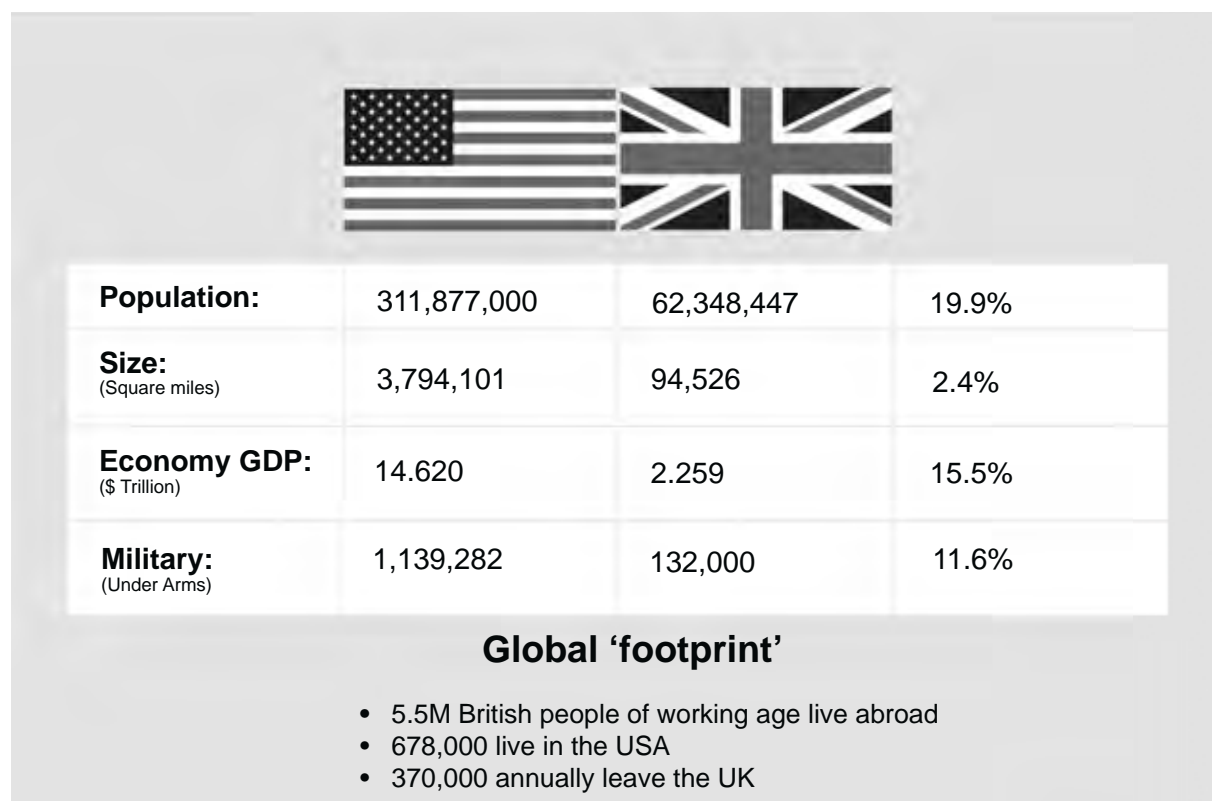 Population: 311,877,000 62,348,447 19.9%
Size: 3,794,101 94,526 2.4%
(Square miles)
Economy GDP: 14.620 2.259 15.5%
($ Trillion)
Military: 1,139,282 132,000 11.6%
(Under Arms)
Global ‘footprint’
• 5.5M British people of working age live abroad
• 678,000 live in the USA
• 370,000 annually leave the UK